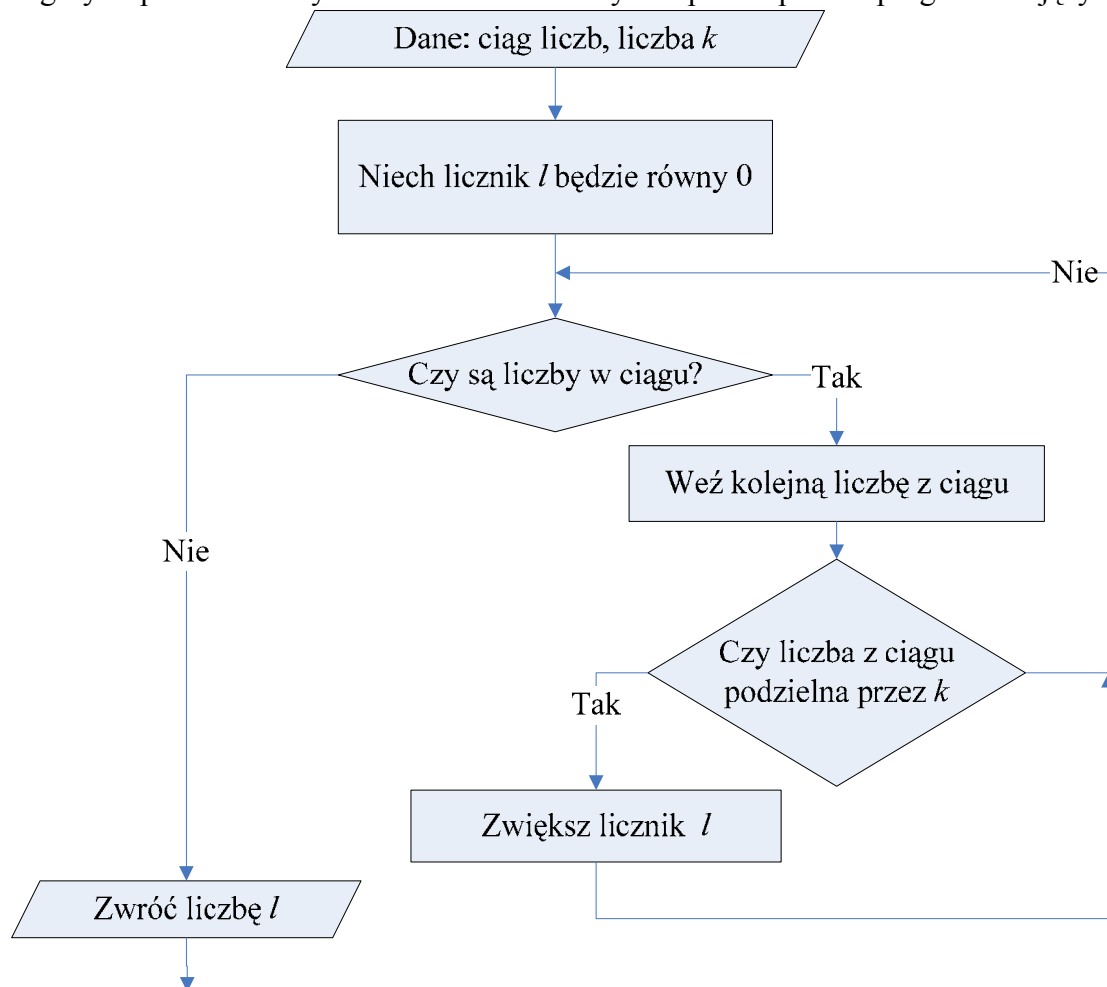 Dane: ciąg liczb, liczba k
Niech licznik l będzie równy 0
Nie
Czy są liczby w ciągu?
Tak
Weź kolejną liczbę z ciągu
Nie
Czy liczba z ciągu
podzielna przez k
Tak
Zwiększ licznik l
Zwróć liczbę l